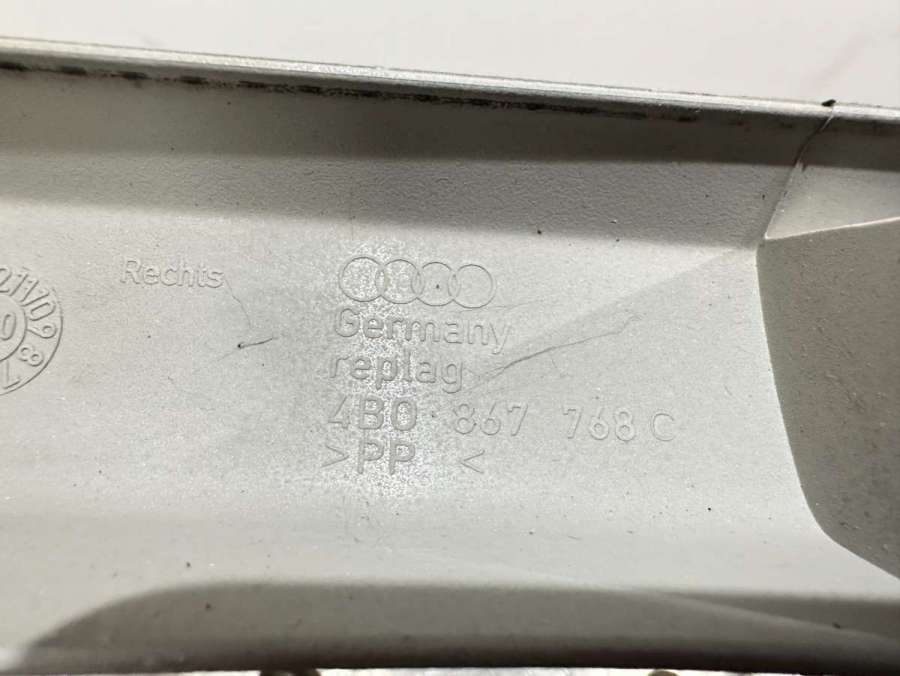 Rechts
Germany
replag
4B0 867 768 C
>PP <